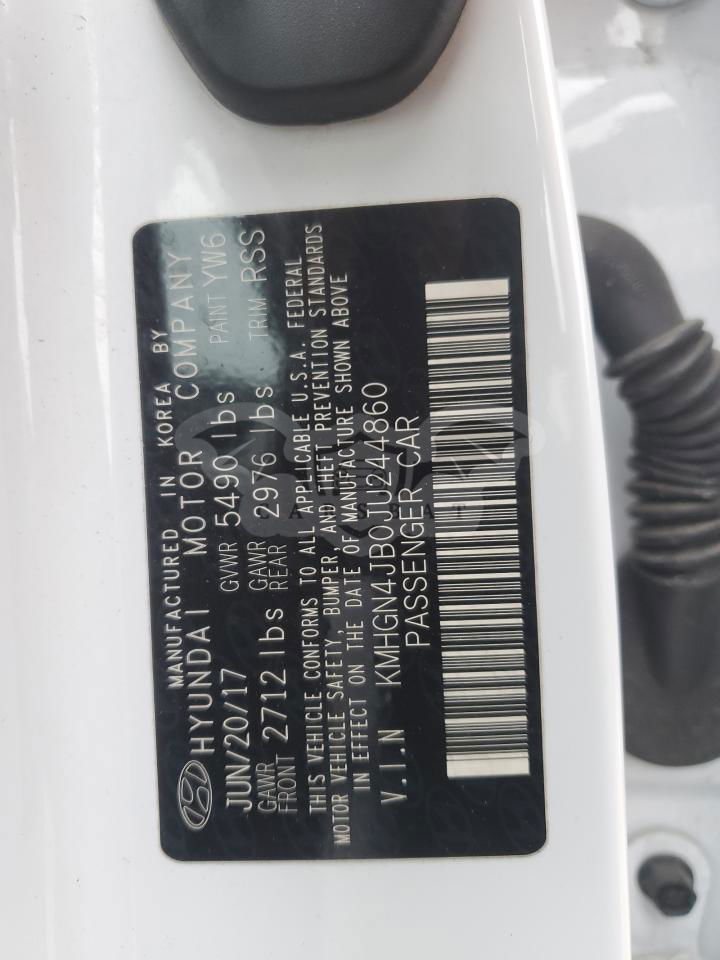 MANUFACTURED IN KOREA BY
HYUNDAI MOTOR COMPANY
JUN/20/17 GVWR 5490 lbs PAINT YW6
GAWR FRONT 2712 lbs GAWR REAR 2976 lbs TRIM RSS
THIS VEHICLE CONFORMS TO ALL APPLICABLE U.S.A. FEDERAL
MOTOR VEHICLE SAFETY, BUMPER, AND THEFT PREVENTION STANDARDS
IN EFFECT ON THE DATE OF MANUFACTURE SHOWN ABOVE
V.I.N KMHGN4JB0JU244860
PASSENGER CAR